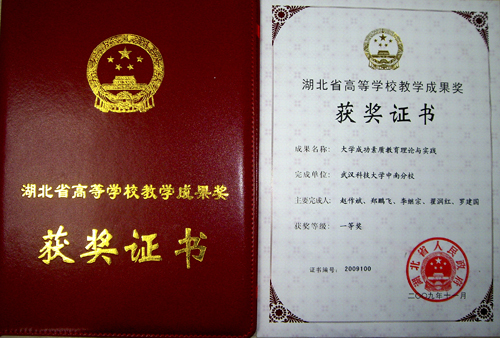 湖北省高等学校教学成果奖
获奖证书
湖北省高等学校教学成果奖
获奖证书
成果名称: 大学成功素质教育理论与实践
完成单位: 武汉科技大学中南分校
主要完成人: 赵作斌、郑鹏飞、李继宗、翟润红、罗建国
获奖等级: 一等奖
证书编号: 2009100
湖北省人民政府
二〇〇九年十一月